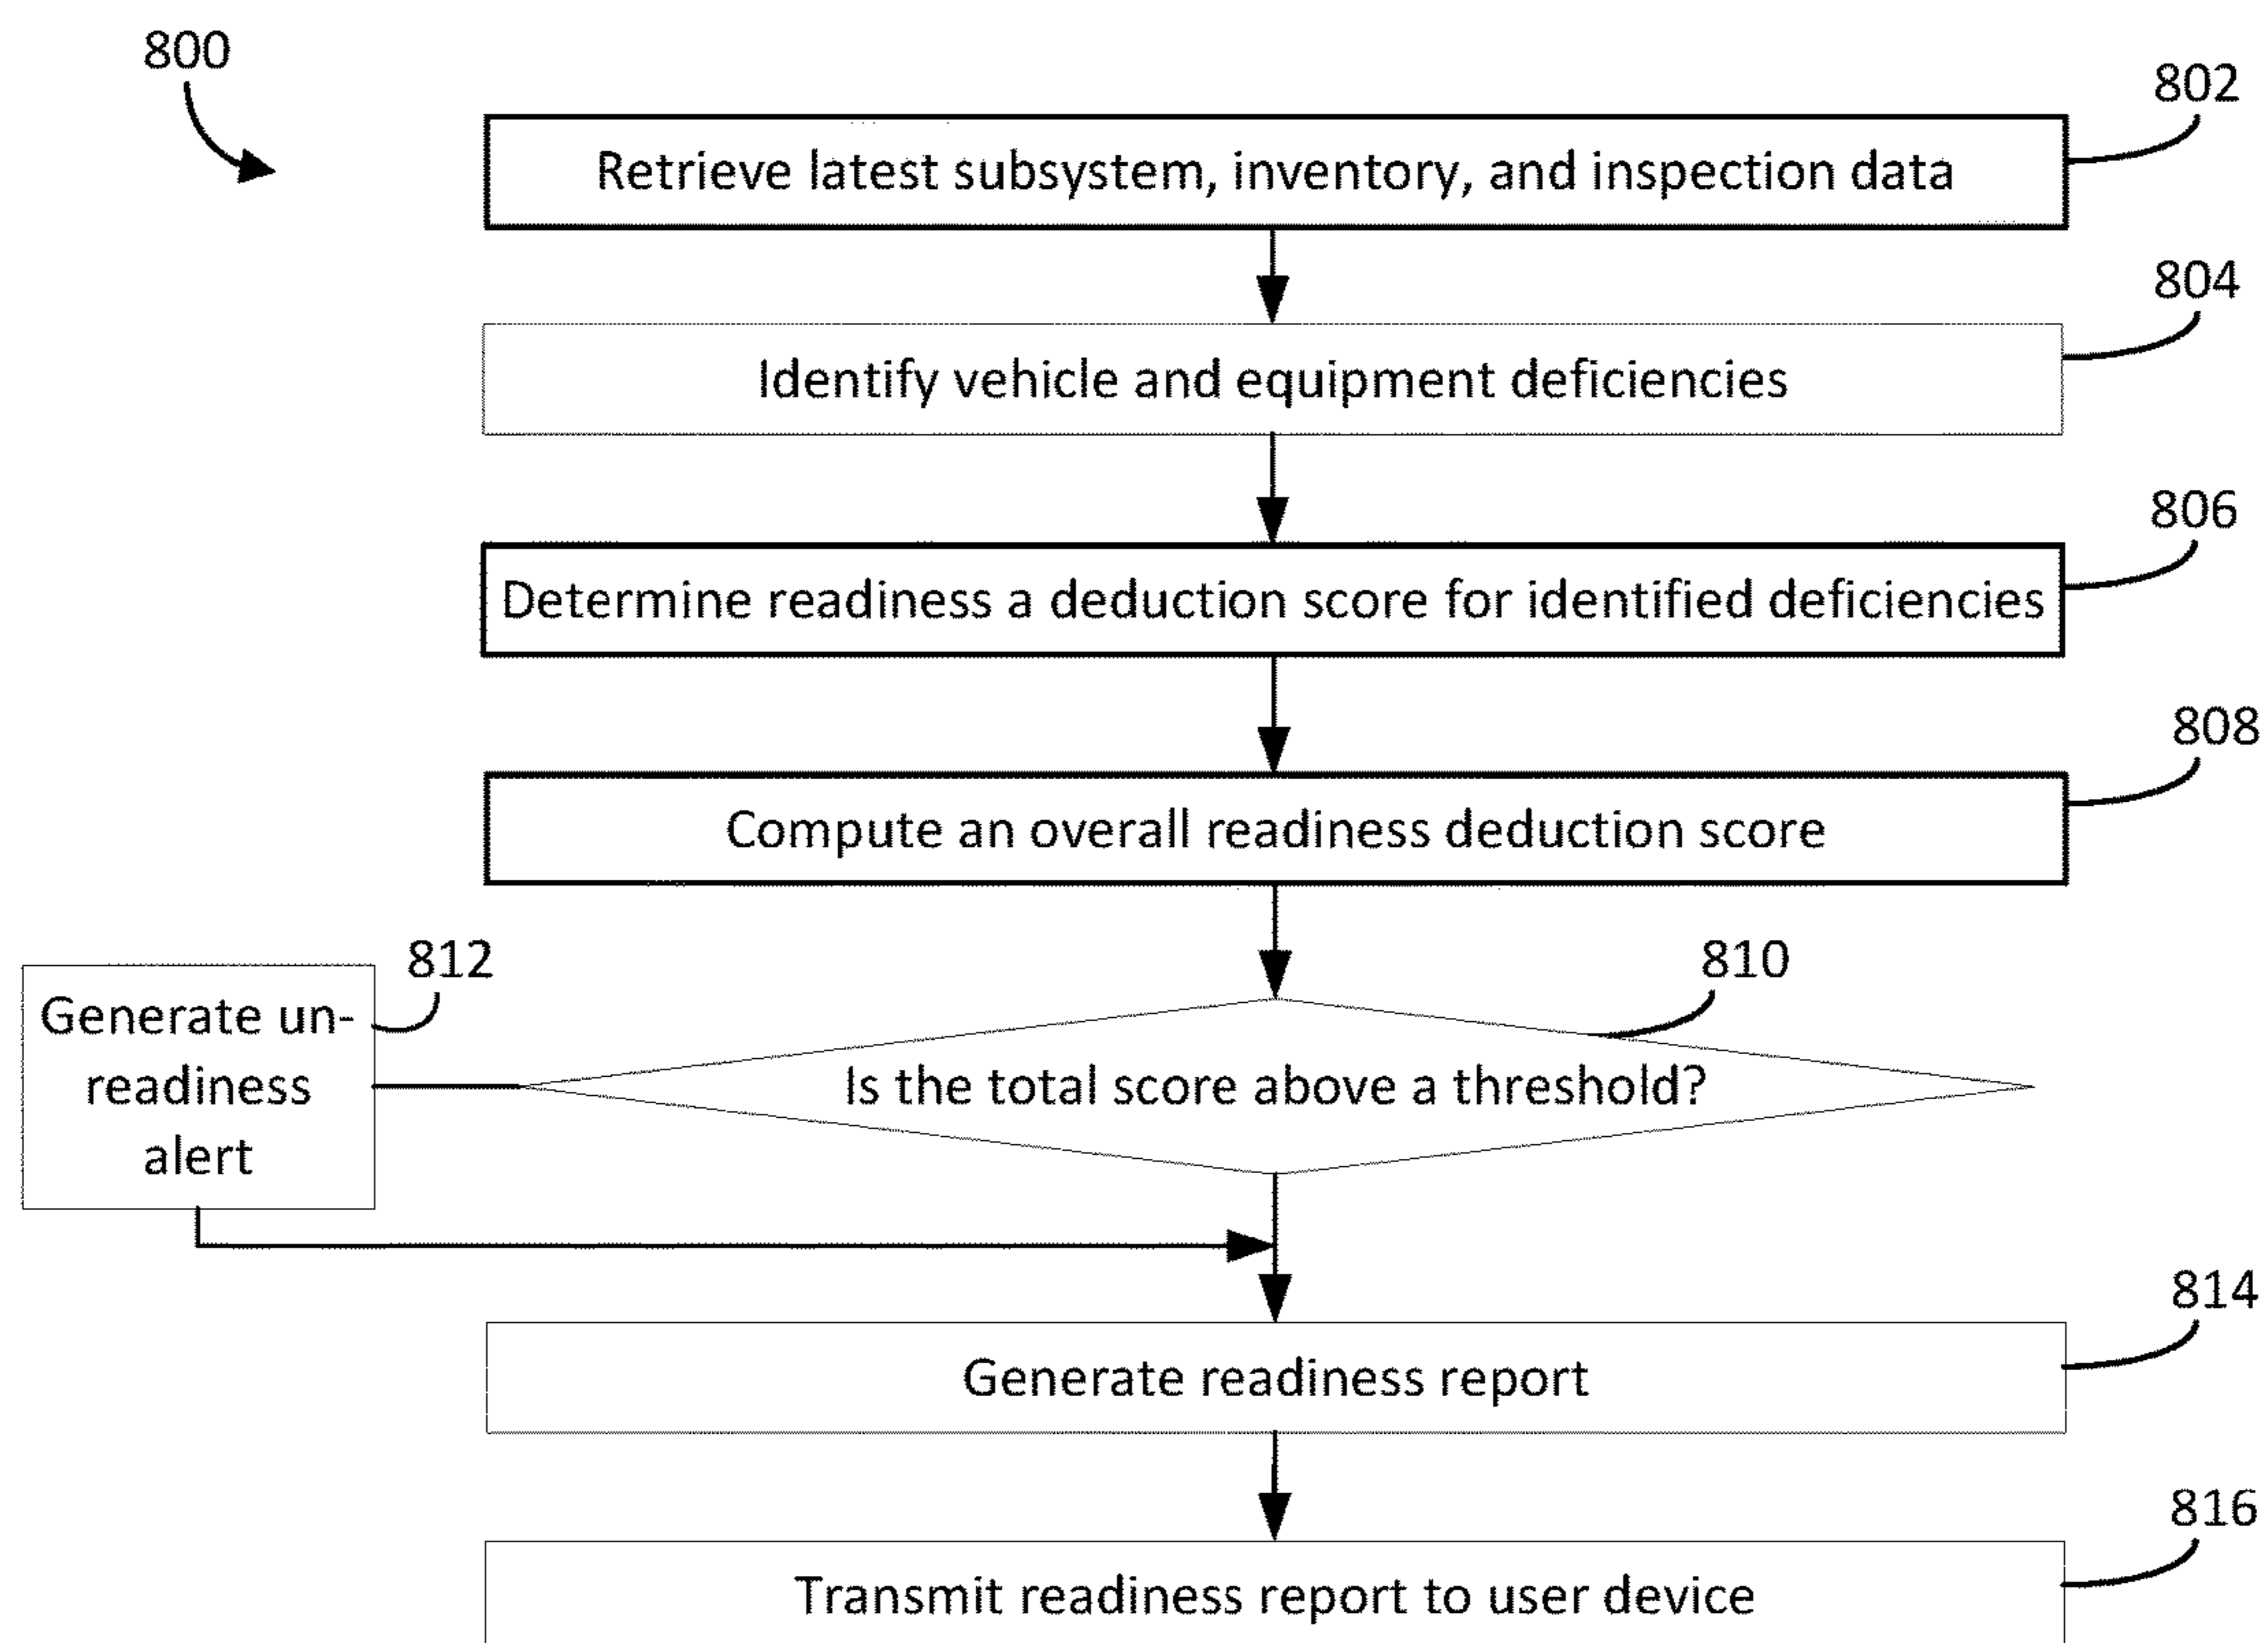 800
802
Retrieve latest subsystem, inventory, and inspection data
804
Identify vehicle and equipment deficiencies
806
Determine readiness a deduction score for identified deficiencies
808
Compute an overall readiness deduction score
812
810
Generate un-
readiness
alert
Is the total score above a threshold?
814
Generate readiness report
816
Transmit readiness report to user device